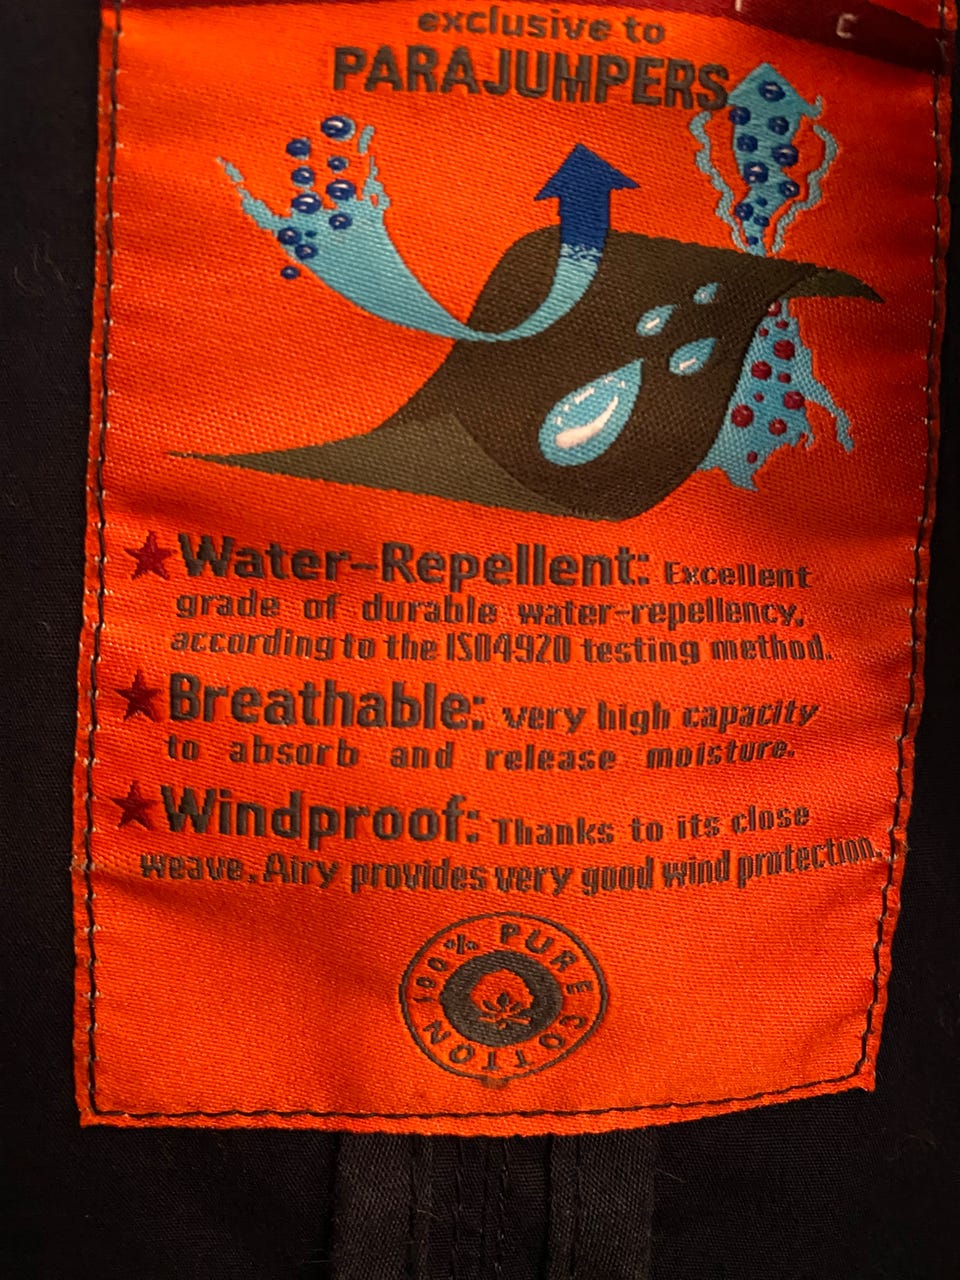 C
exclusive to
PARAJUMPERS
★Water-Repellent: Excellent
grade of durable water-repellency,
according to the ISO4920 testing method.
★Breathable: very high capacity
to absorb and release moisture.
★Windproof: Thanks to its close
weave, Airy provides very good wind protection.
100% PURE COTTON